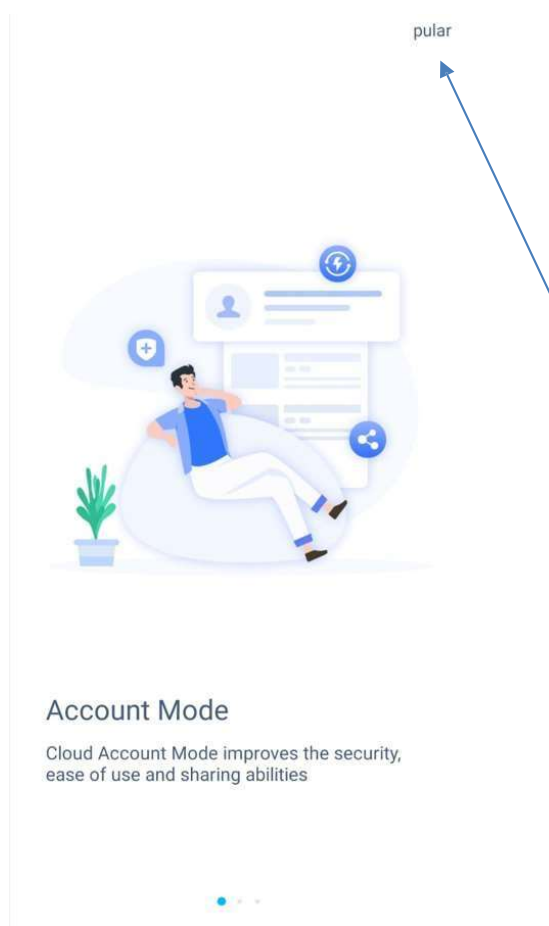 pular
Account Mode
Cloud Account Mode improves the security,
ease of use and sharing abilities